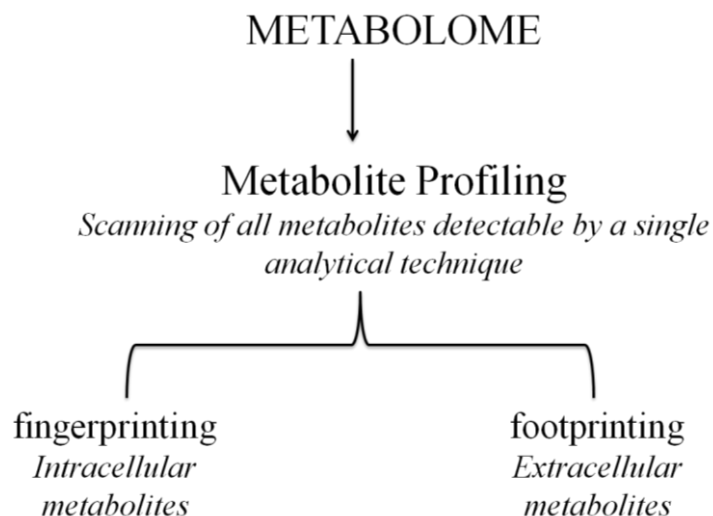 METABOLOME
Metabolite Profiling
Scanning of all metabolites detectable by a single
analytical technique
fingerprinting
Intracellular
metabolites
footprinting
Extracellular
metabolites